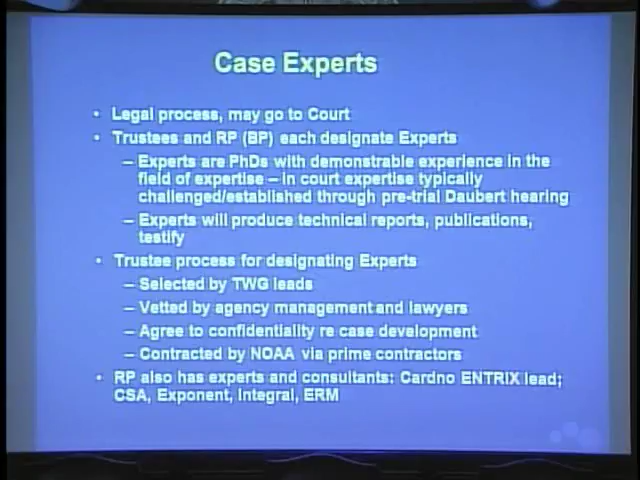 Case Experts
• Legal process, may go to Court
• Trustees and RP (BP) each designate Experts
– Experts are PhDs with demonstrable experience in the
field of expertise – in court expertise typically
challenged/established through pre-trial Daubert hearing
– Experts will produce technical reports, publications,
testify
• Trustee process for designating Experts
– Selected by TWG leads
– Vetted by agency management and lawyers
– Agree to confidentiality re case development
– Contracted by NOAA via prime contractors
• RP also has experts and consultants: Cardno ENTRIX lead;
CSA, Exponent, Integral, ERM